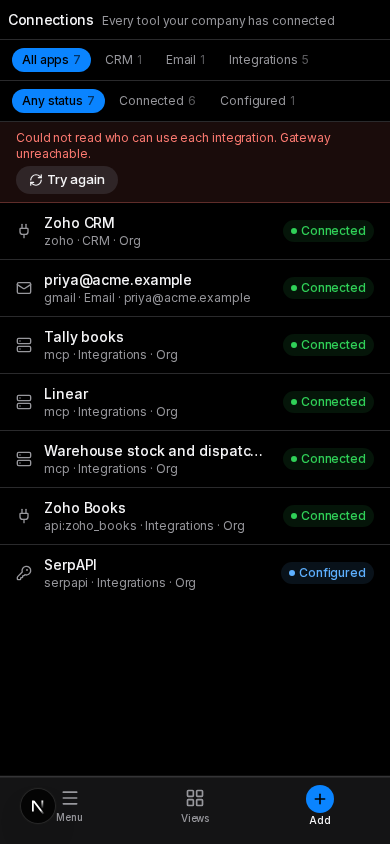 Connections Every tool your company has connected
All apps 7 CRM 1 Email 1 Integrations 5
Any status 7 Connected 6 Configured 1
Could not read who can use each integration. Gateway
unreachable.
Try again
Zoho CRM
zoho · CRM · Org
Connected
priya@acme.example
gmail · Email · priya@acme.example
Connected
Tally books
mcp · Integrations · Org
Connected
Linear
mcp · Integrations · Org
Connected
Warehouse stock and dispatc…
mcp · Integrations · Org
Connected
Zoho Books
api:zoho_books · Integrations · Org
Connected
SerpAPI
serpapi · Integrations · Org
Configured
N
Menu Views Add